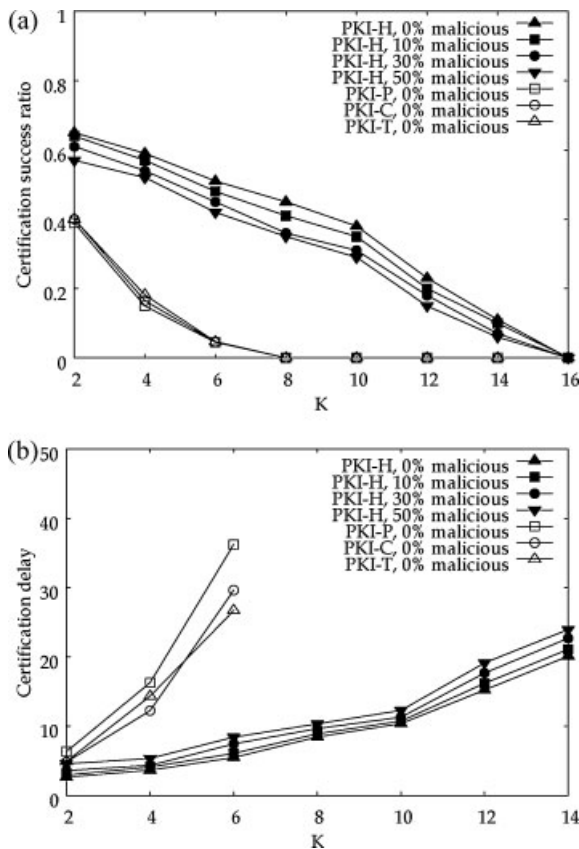 (a)
1
0.8
0.6
0.4
0.2
0
Certification success ratio
PKI-H, 0% malicious
PKI-H, 10% malicious
PKI-H, 30% malicious
PKI-H, 50% malicious
PKI-P, 0% malicious
PKI-C, 0% malicious
PKI-T, 0% malicious
2 4 6 8 10 12 14 16
K
(b)
50
40
30
20
10
0
Certification delay
PKI-H, 0% malicious
PKI-H, 10% malicious
PKI-H, 30% malicious
PKI-H, 50% malicious
PKI-P, 0% malicious
PKI-C, 0% malicious
PKI-T, 0% malicious
2 4 6 8 10 12 14
K